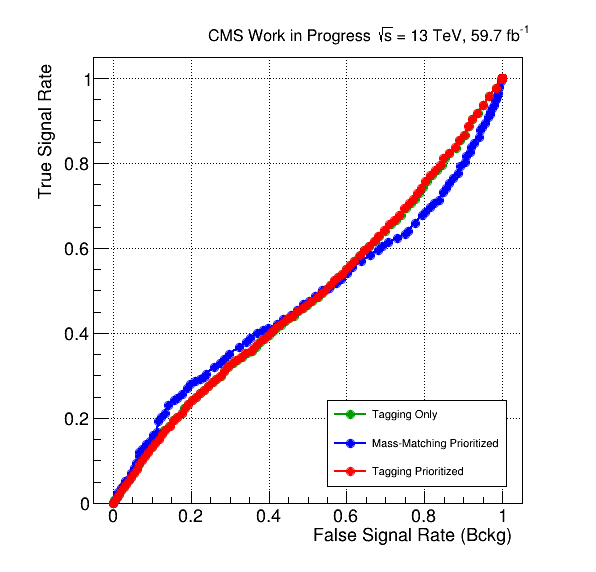 CMS Work in Progress √s = 13 TeV, 59.7 fb⁻¹
True Signal Rate
1
0.8
0.6
0.4
0.2
0
Tagging Only
Mass-Matching Prioritized
Tagging Prioritized
0 0.2 0.4 0.6 0.8 1
False Signal Rate (Bckg)